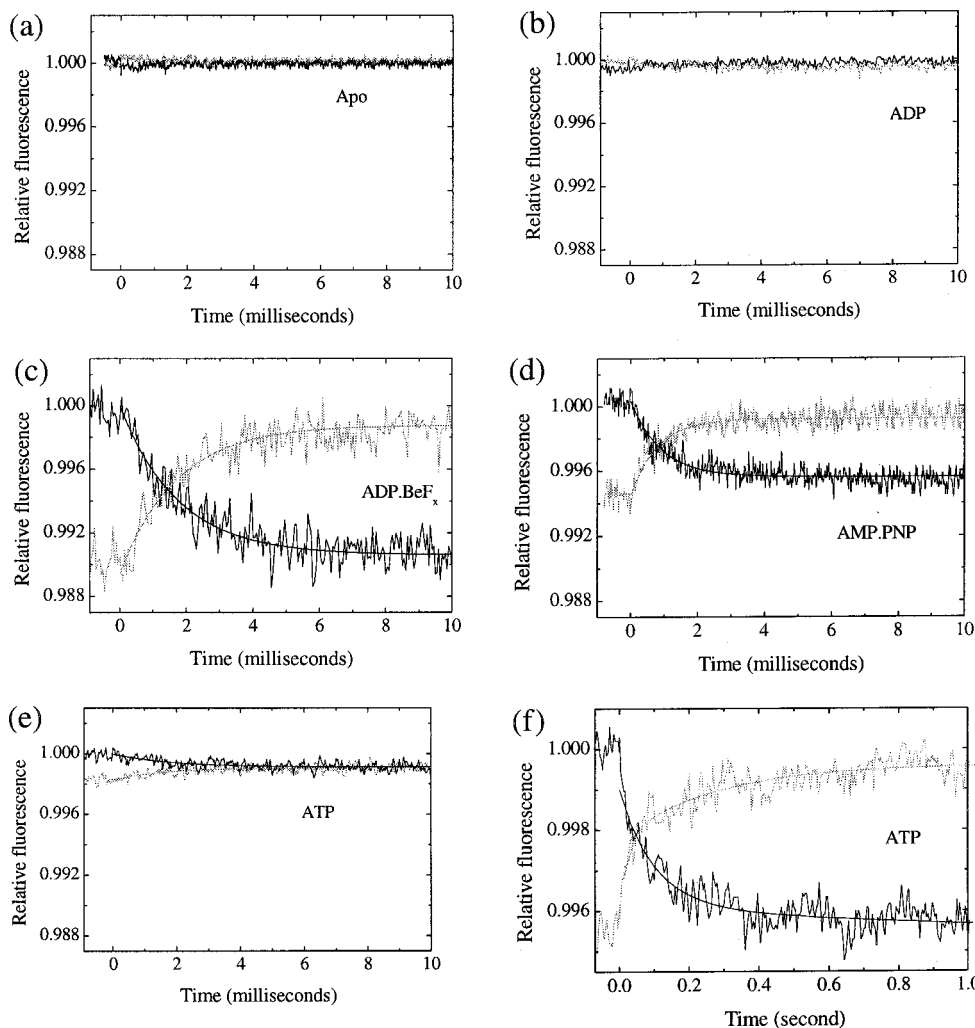 (a)
Relative fluorescence
1.000
0.996
0.992
0.988
Apo
0 2 4 6 8 10
Time (milliseconds)
(b)
Relative fluorescence
1.000
0.996
0.992
0.988
ADP
0 2 4 6 8 10
Time (milliseconds)
(c)
Relative fluorescence
1.000
0.996
0.992
0.988
ADP.BeFx
0 2 4 6 8 10
Time (milliseconds)
(d)
Relative fluorescence
1.000
0.996
0.992
0.988
AMP.PNP
0 2 4 6 8 10
Time (milliseconds)
(e)
Relative fluorescence
1.000
0.996
0.992
0.988
ATP
0 2 4 6 8 10
Time (milliseconds)
(f)
Relative fluorescence
1.000
0.998
0.996
ATP
0.0 0.2 0.4 0.6 0.8 1.0
Time (second)